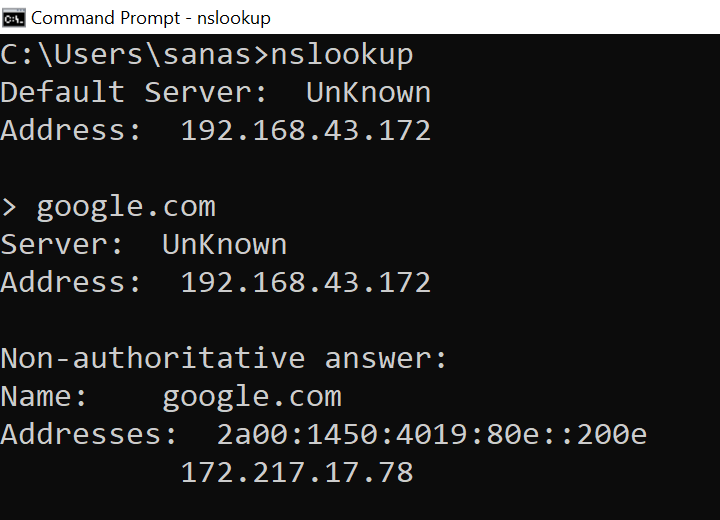 Command Prompt - nslookup
C:\Users\sanas>nslookup
Default Server:  UnKnown
Address:  192.168.43.172
> google.com
Server:  UnKnown
Address:  192.168.43.172
Non-authoritative answer:
Name:    google.com
Addresses:  2a00:1450:4019:80e::200e
          172.217.17.78